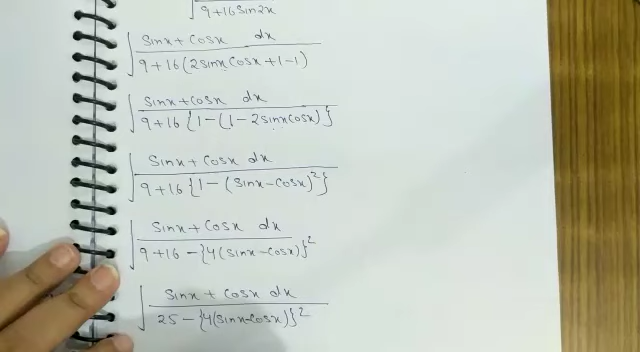 ∫ 9+16 Sin2x
∫ Sinx + Cosx dx / 9+16(2sinx Cosx +1-1)
∫ Sinx + Cosx dx / 9+16 {1-(1-2sinxcosx)}
∫ Sinx + Cosx dx / 9+16 {1-(Sinx-Cosx)²}
∫ Sinx + Cosx dx / 9+16 -{4(Sinx-Cosx)}²
∫ Sinx + Cosx dx / 25 -{4(Sinx-Cosx)}²